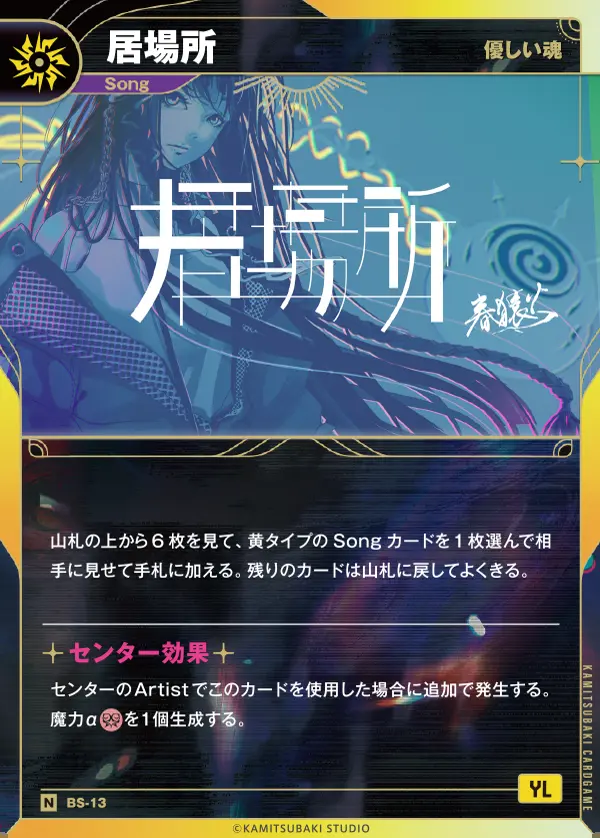 居場所
優しい魂
Song
居場所
春猿火
山札の上から6枚を見て、黄タイプのSongカードを1枚選んで相
手に見せて手札に加える。残りのカードは山札に戻してよくきる。
センター効果
センターのArtistでこのカードを使用した場合に追加で発生する。
魔力αを1個生成する。
KAMITSUBAKI CARDGAME
YL
N BS-13
©KAMITSUBAKI STUDIO